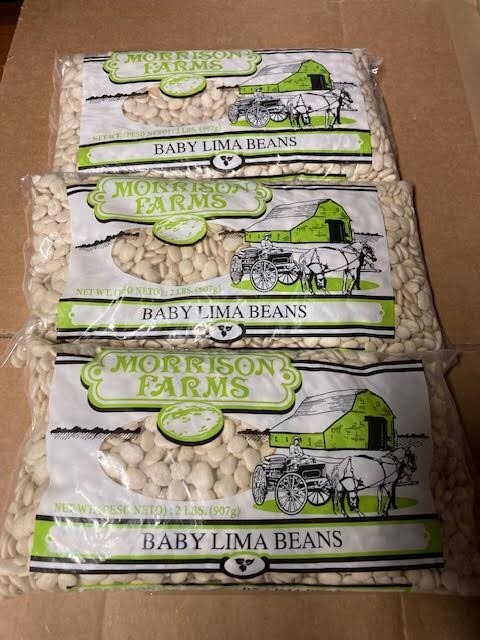 MORRISON
FARMS
NET WT. (PESO NETO): 2 LBS. (907g)
BABY LIMA BEANS
MORRISON
FARMS
NET WT. (PESO NETO): 2 LBS. (907g)
BABY LIMA BEANS
MORRISON
FARMS
NET WT. (PESO NETO): 2 LBS. (907g)
BABY LIMA BEANS